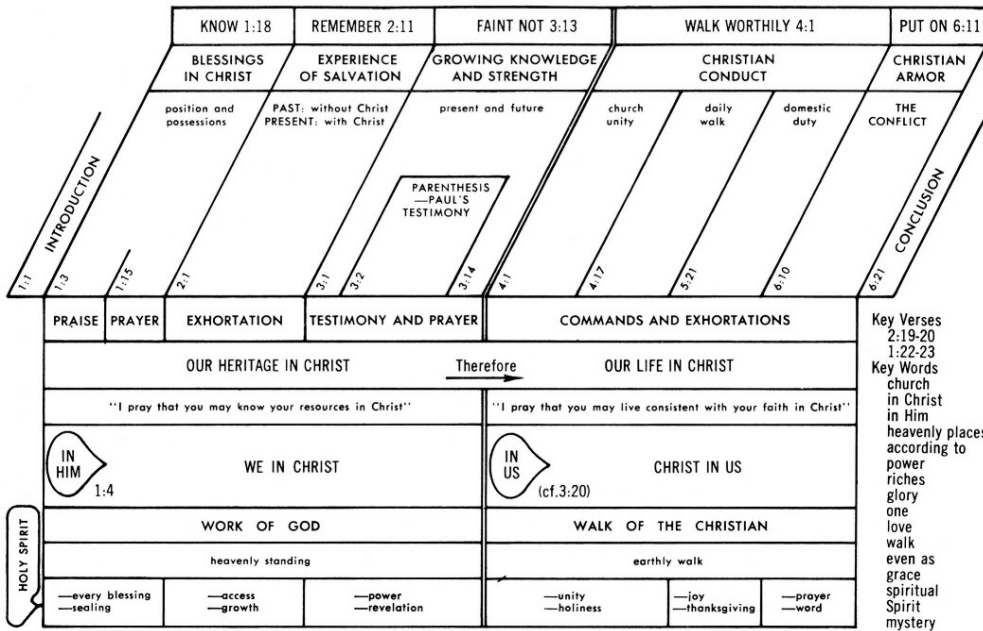 KNOW 1:18
REMEMBER 2:11
FAINT NOT 3:13
WALK WORTHILY 4:1
PUT ON 6:11
BLESSINGS
IN CHRIST
EXPERIENCE
OF SALVATION
GROWING KNOWLEDGE
AND STRENGTH
CHRISTIAN
CONDUCT
CHRISTIAN
ARMOR
position and
possessions
PAST: without Christ
PRESENT: with Christ
present and future
church
unity
daily
walk
domestic
duty
THE
CONFLICT
PARENTHESIS
—PAUL'S
TESTIMONY
INTRODUCTION
CONCLUSION
1:1
1:3
1:15
2:1
3:1
3:2
3:14
4:1
4:17
5:21
6:10
6:21
PRAISE
PRAYER
EXHORTATION
TESTIMONY AND PRAYER
COMMANDS AND EXHORTATIONS
OUR HERITAGE IN CHRIST
Therefore
OUR LIFE IN CHRIST
"I pray that you may know your resources in Christ"
"I pray that you may live consistent with your faith in Christ"
IN
HIM
1:4
WE IN CHRIST
IN
US
(cf.3:20)
CHRIST IN US
WORK OF GOD
WALK OF THE CHRISTIAN
heavenly standing
earthly walk
HOLY SPIRIT
—every blessing
—sealing
—access
—growth
—power
—revelation
—unity
—holiness
—joy
—thanksgiving
—prayer
—word
Key Verses
2:19-20
1:22-23
Key Words
church
in Christ
in Him
heavenly places
according to
power
riches
glory
one
love
walk
even as
grace
spiritual
Spirit
mystery